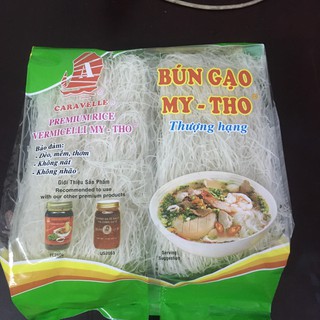 A
CARAVELLE
PREMIUM RICE
VERMICELLI MY-THO
Bảo đảm:
- Dẻo, mềm, thơm
- Không nát
- Không nhão
Giới Thiệu Sản Phẩm
Recommended to use
with our other premium products
BÚN GẠO
MY - THO
Thượng hạng
Serving
Suggestion